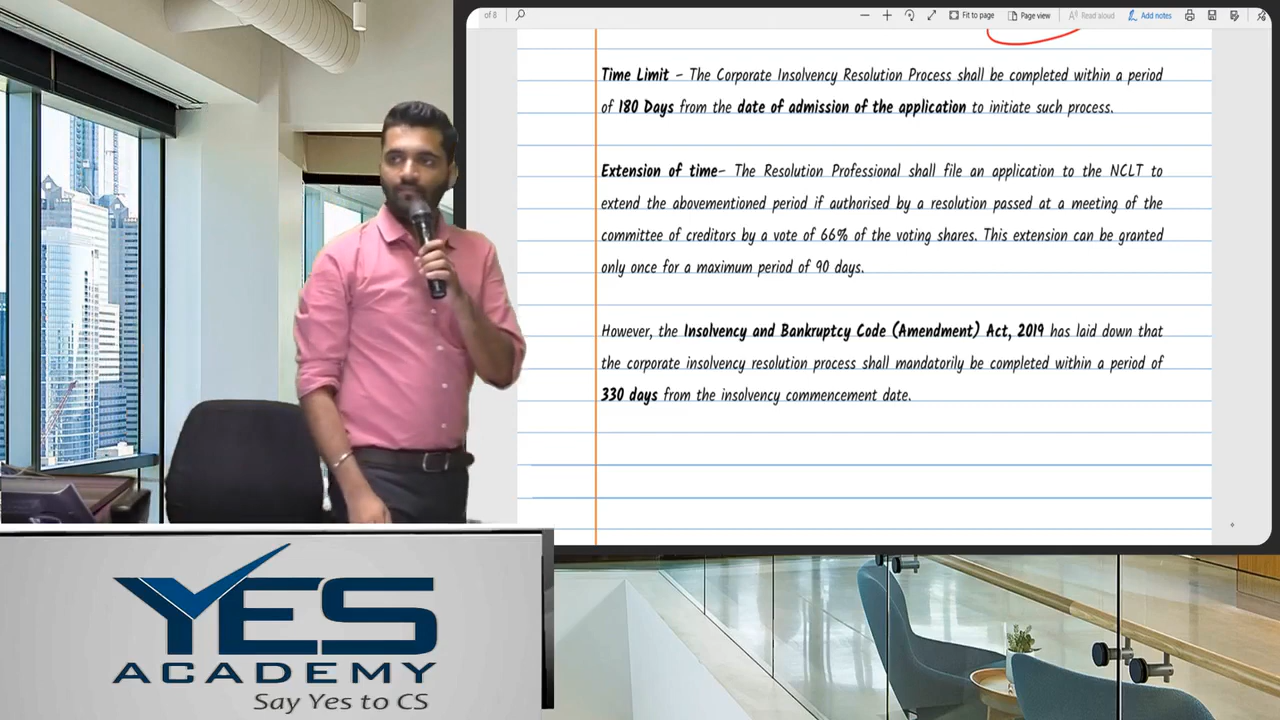 of 8
Fit to page
Page view
Read aloud
Add notes
Time Limit – The Corporate Insolvency Resolution Process shall be completed within a period
of 180 Days from the date of admission of the application to initiate such process.
Extension of time– The Resolution Professional shall file an application to the NCLT to
extend the abovementioned period if authorised by a resolution passed at a meeting of the
committee of creditors by a vote of 66% of the voting shares. This extension can be granted
only once for a maximum period of 90 days.
However, the Insolvency and Bankruptcy Code (Amendment) Act, 2019 has laid down that
the corporate insolvency resolution process shall mandatorily be completed within a period of
330 days from the insolvency commencement date.
YES
ACADEMY
Say Yes to CS